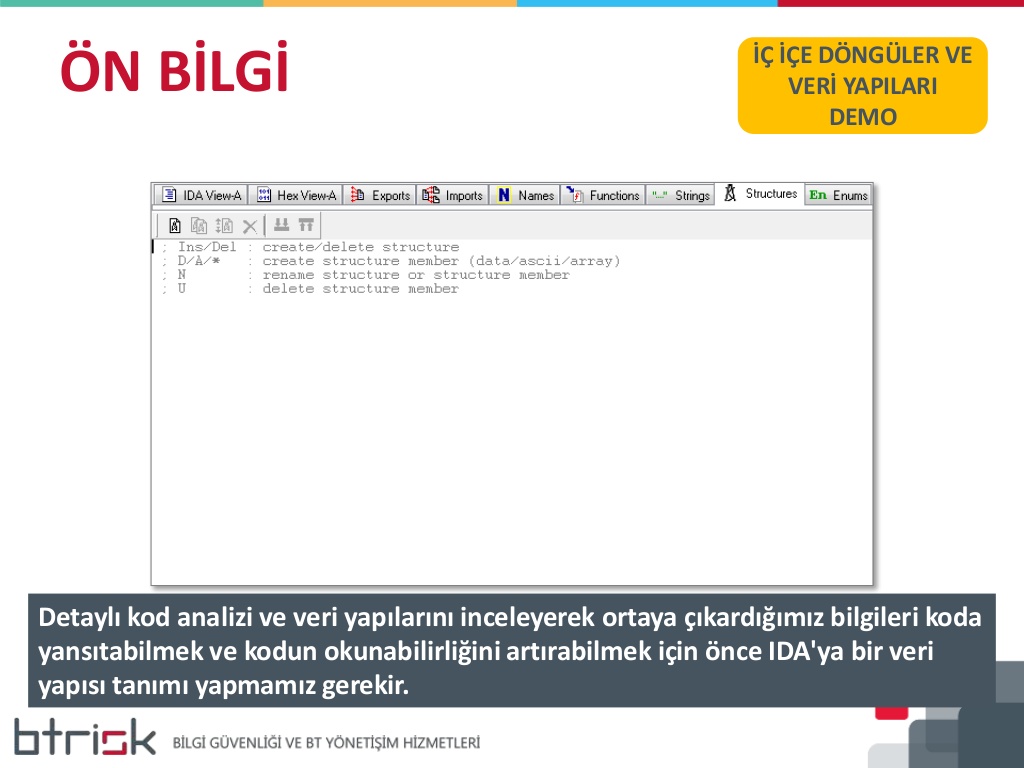 ÖN BİLGİ
İÇ İÇE DÖNGÜLER VE
VERİ YAPILARI
DEMO
IDA View-A Hex View-A Exports Imports N Names Functions Strings Structures En Enums
; Ins/Del : create/delete structure
; D/A/* : create structure member (data/ascii/array)
; N : rename structure or structure member
; U : delete structure member
Detaylı kod analizi ve veri yapılarını inceleyerek ortaya çıkardığımız bilgileri koda
yansıtabilmek ve kodun okunabilirliğini artırabilmek için önce IDA'ya bir veri
yapısı tanımı yapmamız gerekir.
btrisk BİLGİ GÜVENLİĞİ VE BT YÖNETİŞİM HİZMETLERİ